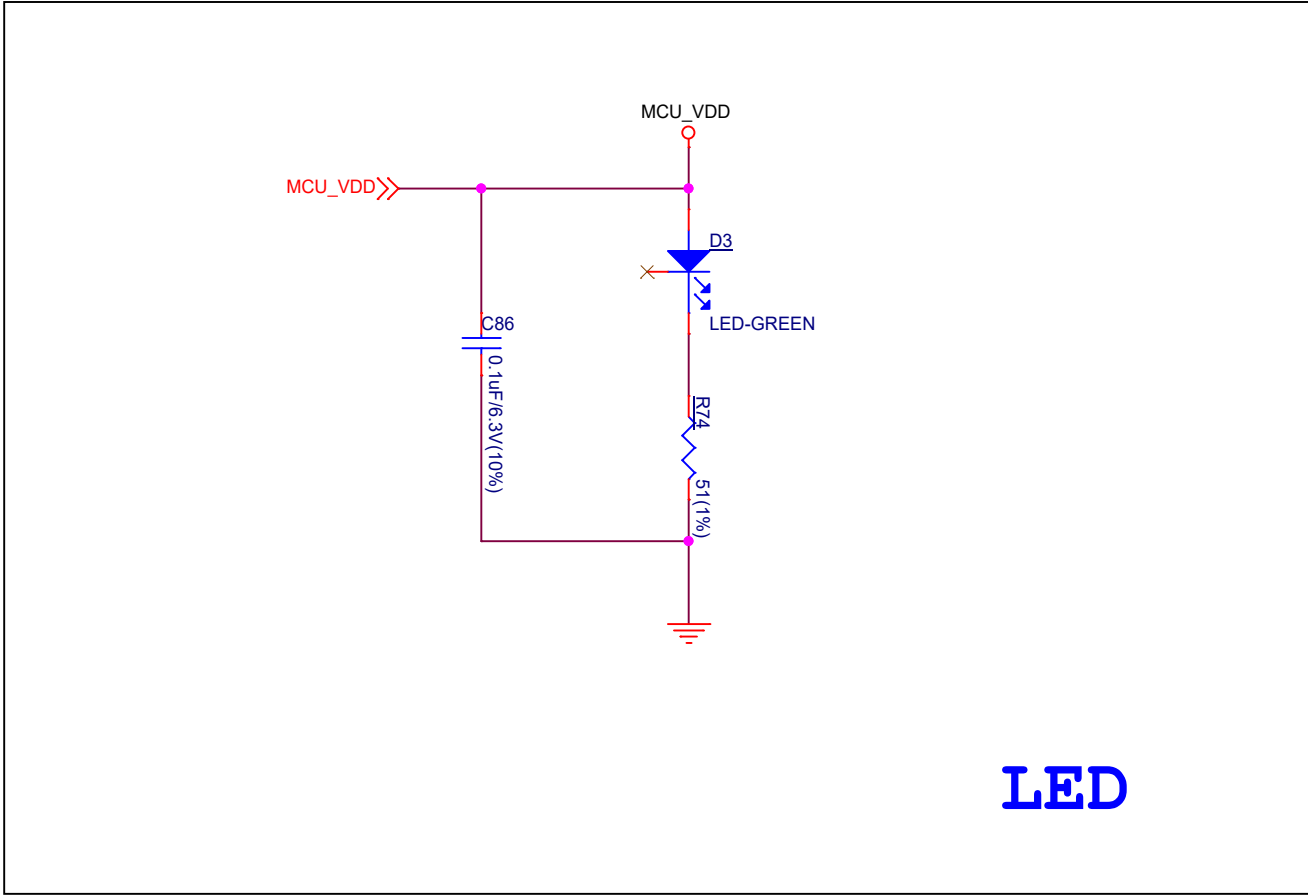 MCU_VDD
MCU_VDD
D3
LED-GREEN
C86
0.1uF/6.3V(10%)
R74
51(1%)
LED